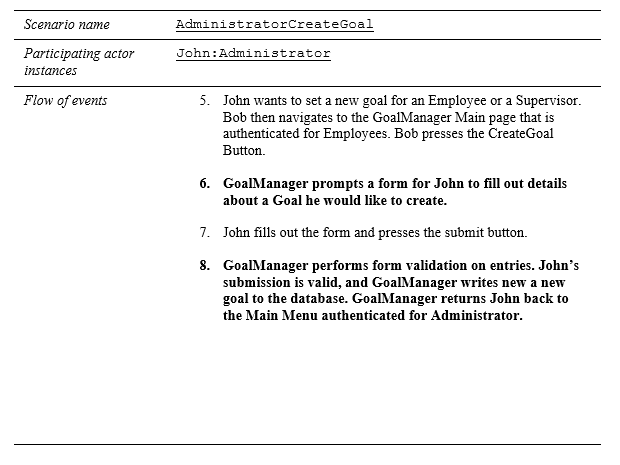 Scenario name AdministratorCreateGoal
Participating actor John:Administrator
instances
Flow of events 5. John wants to set a new goal for an Employee or a Supervisor.
Bob then navigates to the GoalManager Main page that is
authenticated for Employees. Bob presses the CreateGoal
Button.
6. GoalManager prompts a form for John to fill out details
about a Goal he would like to create.
7. John fills out the form and presses the submit button.
8. GoalManager performs form validation on entries. John’s
submission is valid, and GoalManager writes new a new
goal to the database. GoalManager returns John back to
the Main Menu authenticated for Administrator.